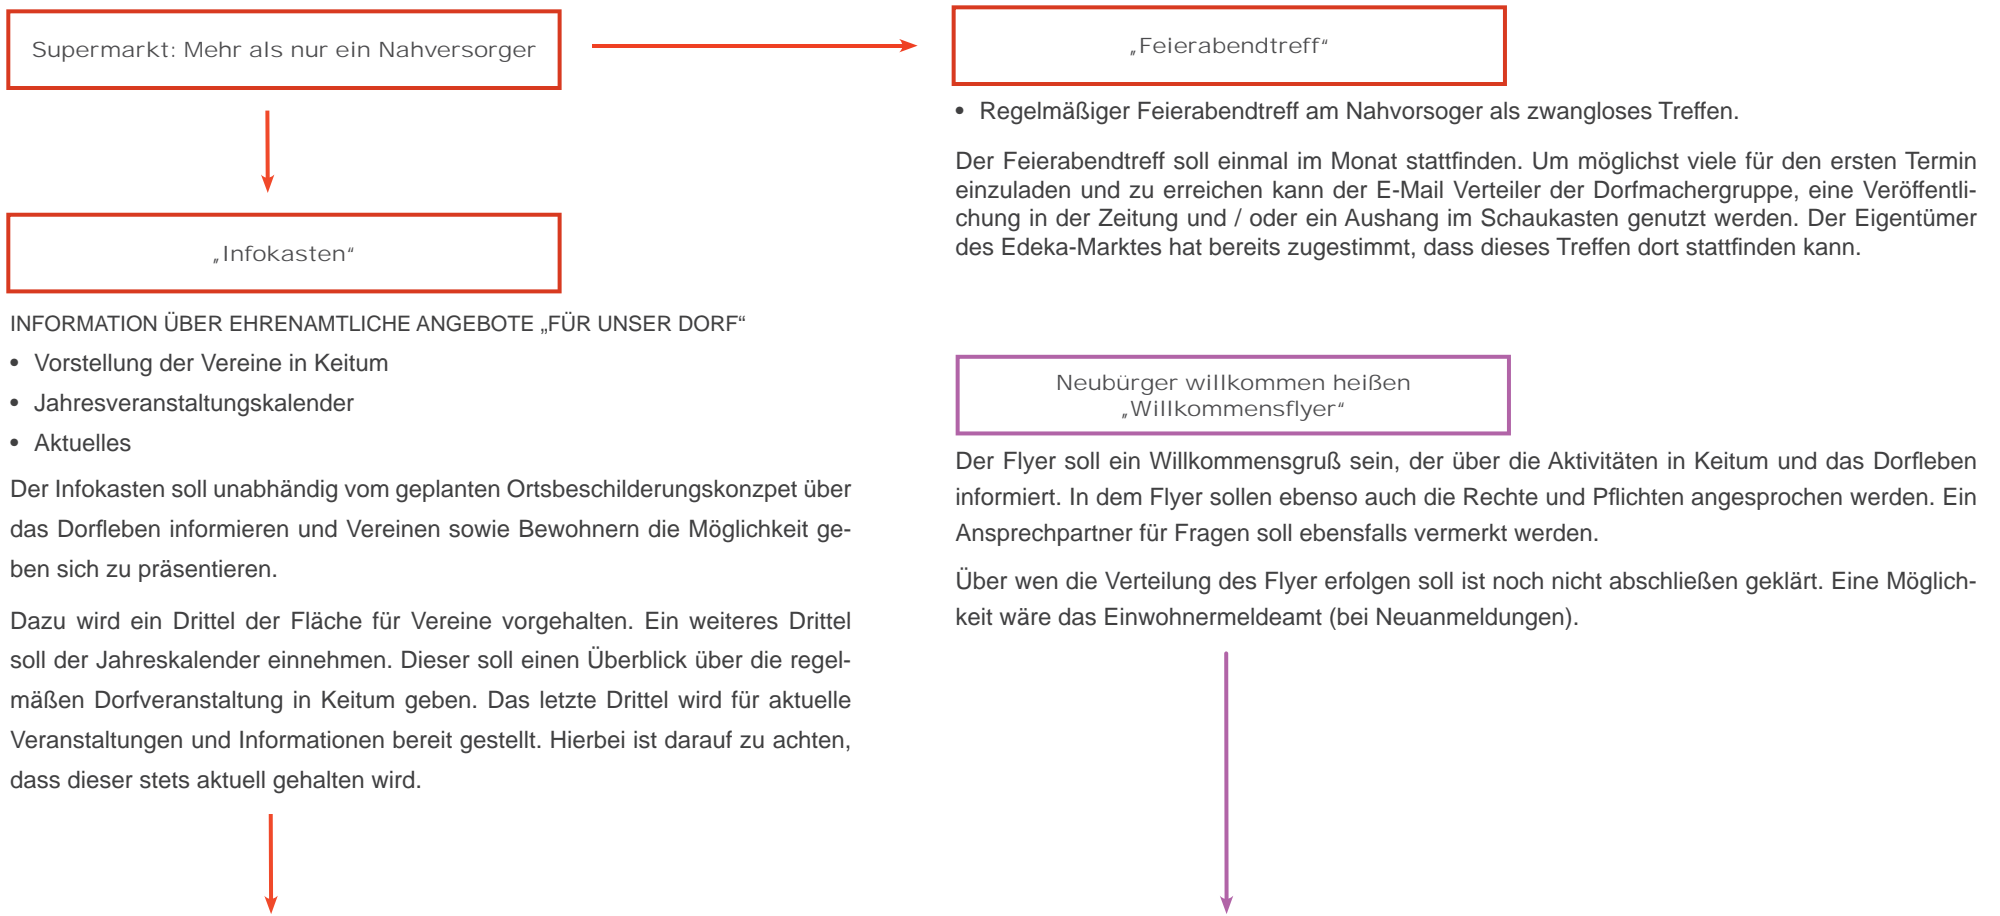 Supermarkt: Mehr als nur ein Nahversorger
„Infokasten“
INFORMATION ÜBER EHRENAMTLICHE ANGEBOTE „FÜR UNSER DORF“
• Vorstellung der Vereine in Keitum
• Jahresveranstaltungskalender
• Aktuelles
Der Infokasten soll unabhändig vom geplanten Ortsbeschilderungskonzpet über
das Dorfleben informieren und Vereinen sowie Bewohnern die Möglichkeit ge-
ben sich zu präsentieren.
Dazu wird ein Drittel der Fläche für Vereine vorgehalten. Ein weiteres Drittel
soll der Jahreskalender einnehmen. Dieser soll einen Überblick über die regel-
mäßen Dorfveranstaltung in Keitum geben. Das letzte Drittel wird für aktuelle
Veranstaltungen und Informationen bereit gestellt. Hierbei ist darauf zu achten,
dass dieser stets aktuell gehalten wird.
„Feierabendtreff“
• Regelmäßiger Feierabendtreff am Nahvorsoger als zwangloses Treffen.
Der Feierabendtreff soll einmal im Monat stattfinden. Um möglichst viele für den ersten Termin
einzuladen und zu erreichen kann der E-Mail Verteiler der Dorfmachergruppe, eine Veröffentli-
chung in der Zeitung und / oder ein Aushang im Schaukasten genutzt werden. Der Eigentümer
des Edeka-Marktes hat bereits zugestimmt, dass dieses Treffen dort stattfinden kann.
Neubürger willkommen heißen
„Willkommensflyer“
Der Flyer soll ein Willkommensgruß sein, der über die Aktivitäten in Keitum und das Dorfleben
informiert. In dem Flyer sollen ebenso auch die Rechte und Pflichten angesprochen werden. Ein
Ansprechpartner für Fragen soll ebensfalls vermerkt werden.
Über wen die Verteilung des Flyer erfolgen soll ist noch nicht abschließen geklärt. Eine Möglich-
keit wäre das Einwohnermeldeamt (bei Neuanmeldungen).